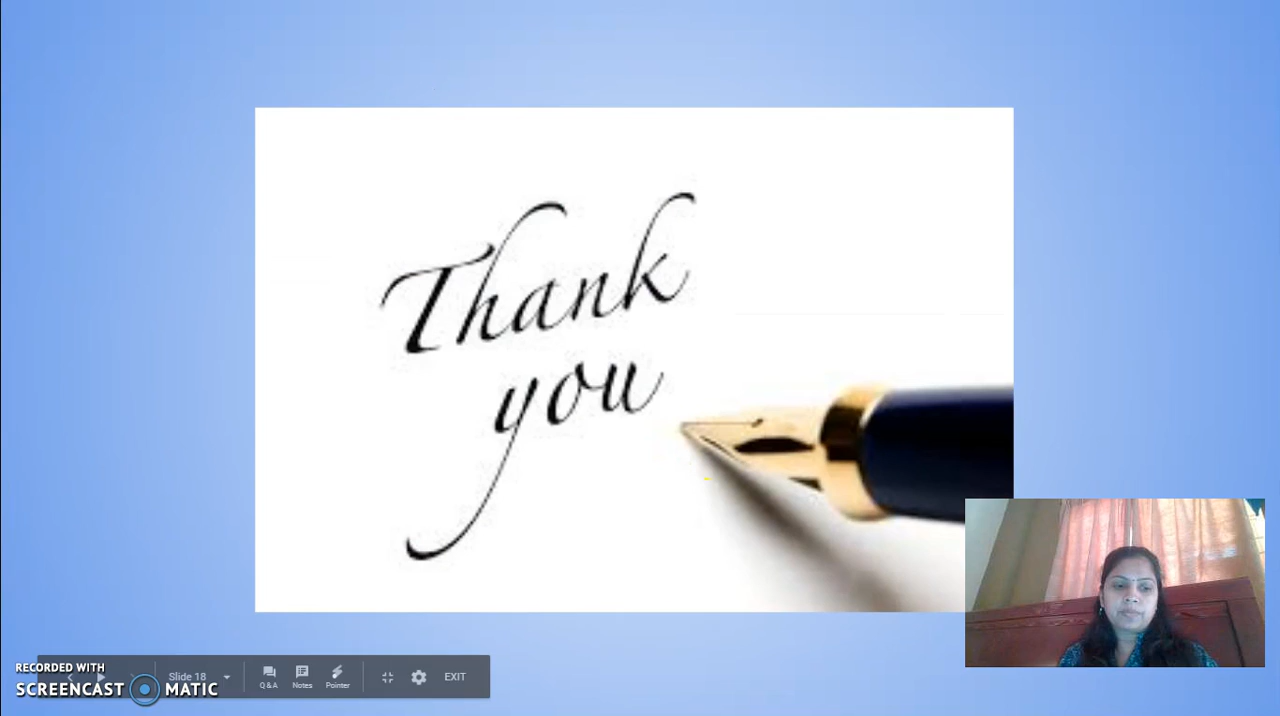 Thank
you
RECORDED WITH
SCREENCAST MATIC
Slide 18
Q & A
Notes
Pointer
EXIT